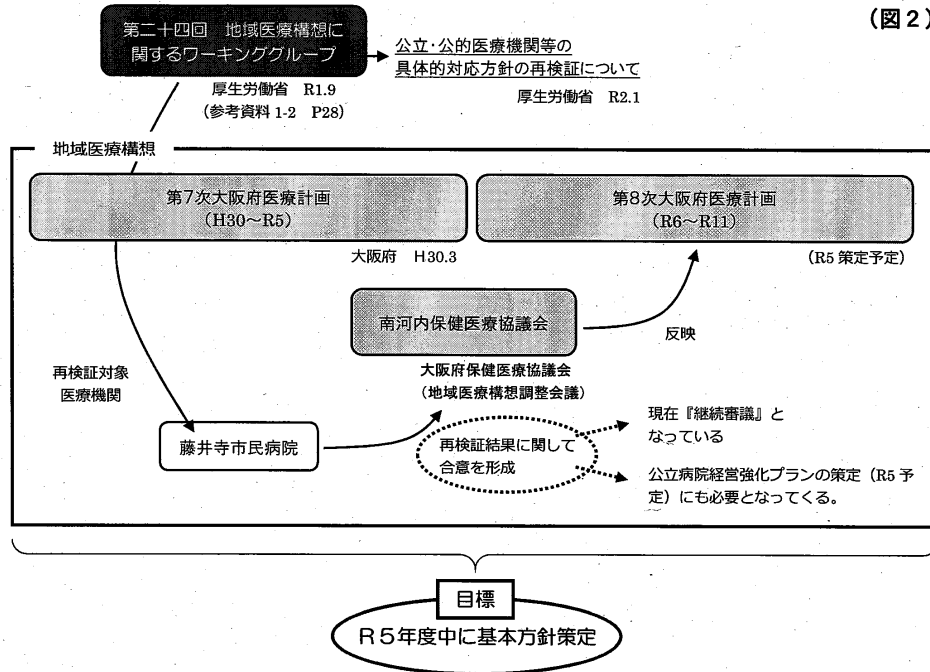 (図2)
第二十四回 地域医療構想に
関するワーキンググループ
厚生労働省 R1.9
(参考資料 1-2 P28)
公立・公的医療機関等の
具体的対応方針の再検証について
厚生労働省 R2.1
地域医療構想
第7次大阪府医療計画
(H30~R5)
大阪府 H30.3
第8次大阪府医療計画
(R6~R11)
(R5 策定予定)
南河内保健医療協議会
反映
大阪府保健医療協議会
(地域医療構想調整会議)
再検証対象
医療機関
藤井寺市民病院
再検証結果に関して
合意を形成
現在『継続審議』と
なっている
公立病院経営強化プランの策定(R5 予
定)にも必要となってくる。
目標
R5年度中に基本方針策定